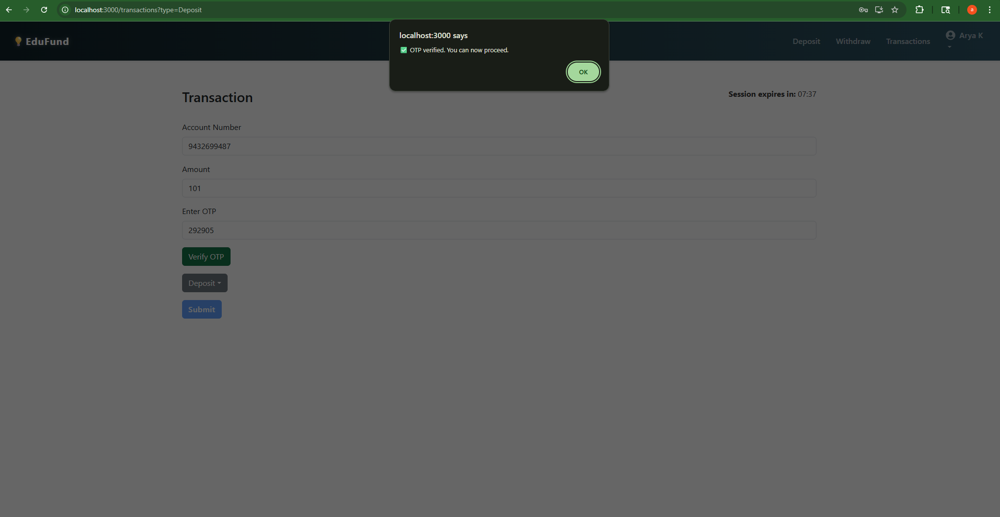 localhost:3000/transactions?type=Deposit
a
localhost:3000 says
✅ OTP verified. You can now proceed.
OK
💡 EduFund
Deposit
Withdraw
Transactions
Arya K
Transaction
Session expires in: 07:37
Account Number
9432699487
Amount
101
Enter OTP
292905
Verify OTP
Deposit
Submit